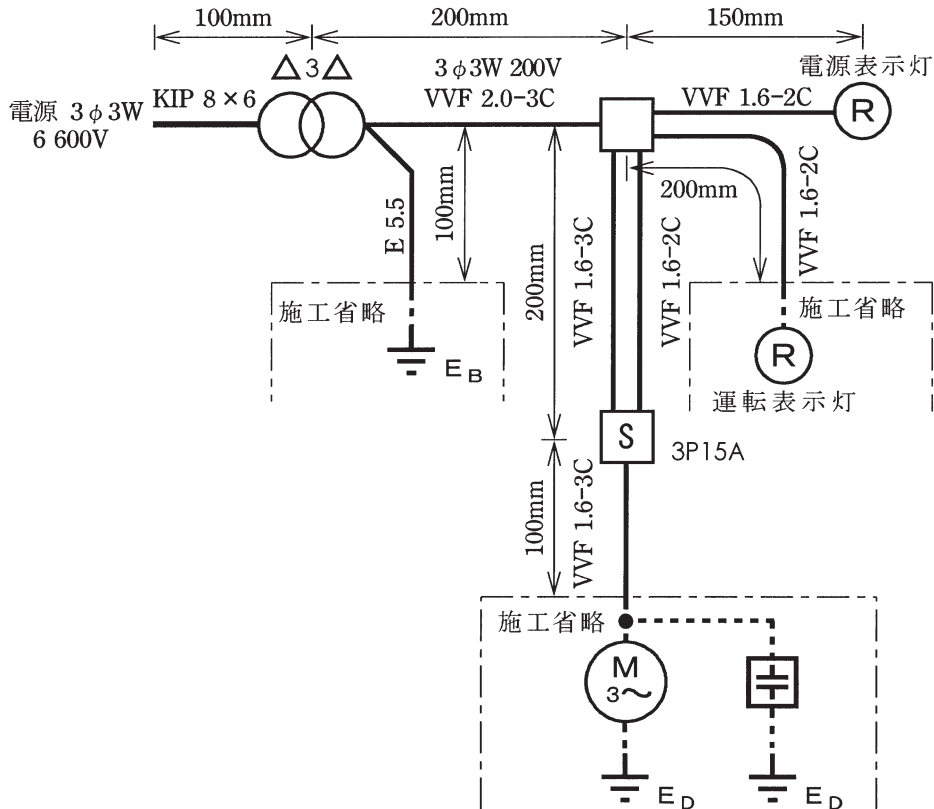 100mm
200mm
150mm
△3△
3φ3W 200V
電源表示灯
電源 3φ3W
6 600V
KIP 8×6
VVF 2.0-3C
VVF 1.6-2C
R
E 5.5
100mm
200mm
VVF 1.6-3C
VVF 1.6-2C
200mm
VVF 1.6-2C
施工省略
EB
施工省略
R
運転表示灯
S
3P15A
100mm
VVF 1.6-3C
施工省略
M
3~
ED
ED